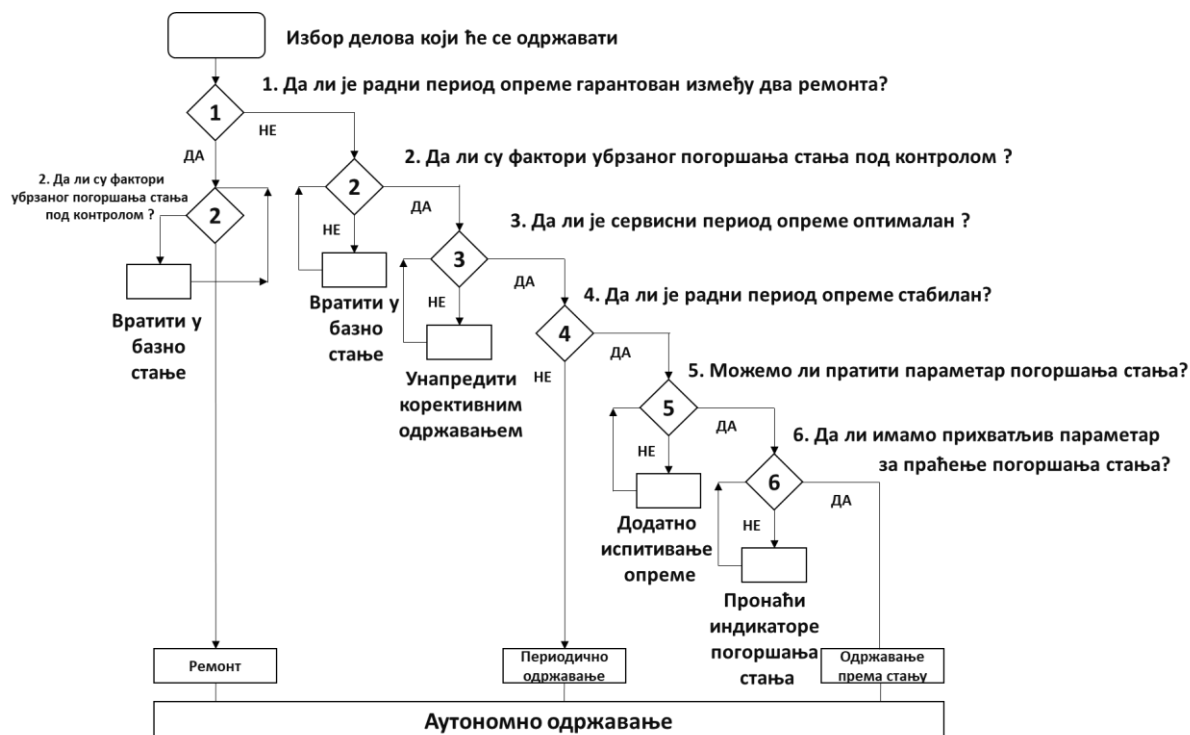 Избор делова који ће се одржавати
1. Да ли је радни период опреме гарантован између два ремонта?
1
НЕ
ДА
2. Да ли су фактори убрзаног погоршања стања под контролом ?
2. Да ли су фактори
убрзаног погоршања стања
под контролом ?
2
2
ДА
НЕ
3. Да ли је сервисни период опреме оптималан ?
3
ДА
НЕ
Вратити у
базно
стање
Вратити у
базно
стање
4. Да ли је радни период опреме стабилан?
4
ДА
НЕ
Унапредити
корективним
одржавањем
5. Можемо ли пратити параметар погоршања стања?
5
ДА
НЕ
6. Да ли имамо прихватљив параметар
за праћење погоршања стања?
6
ДА
НЕ
Додатно
испитивање
опреме
Пронаћи
индикаторе
погоршања
стања
Ремонт
Периодично
одржавање
Одржавање
према стању
Аутономно одржавање